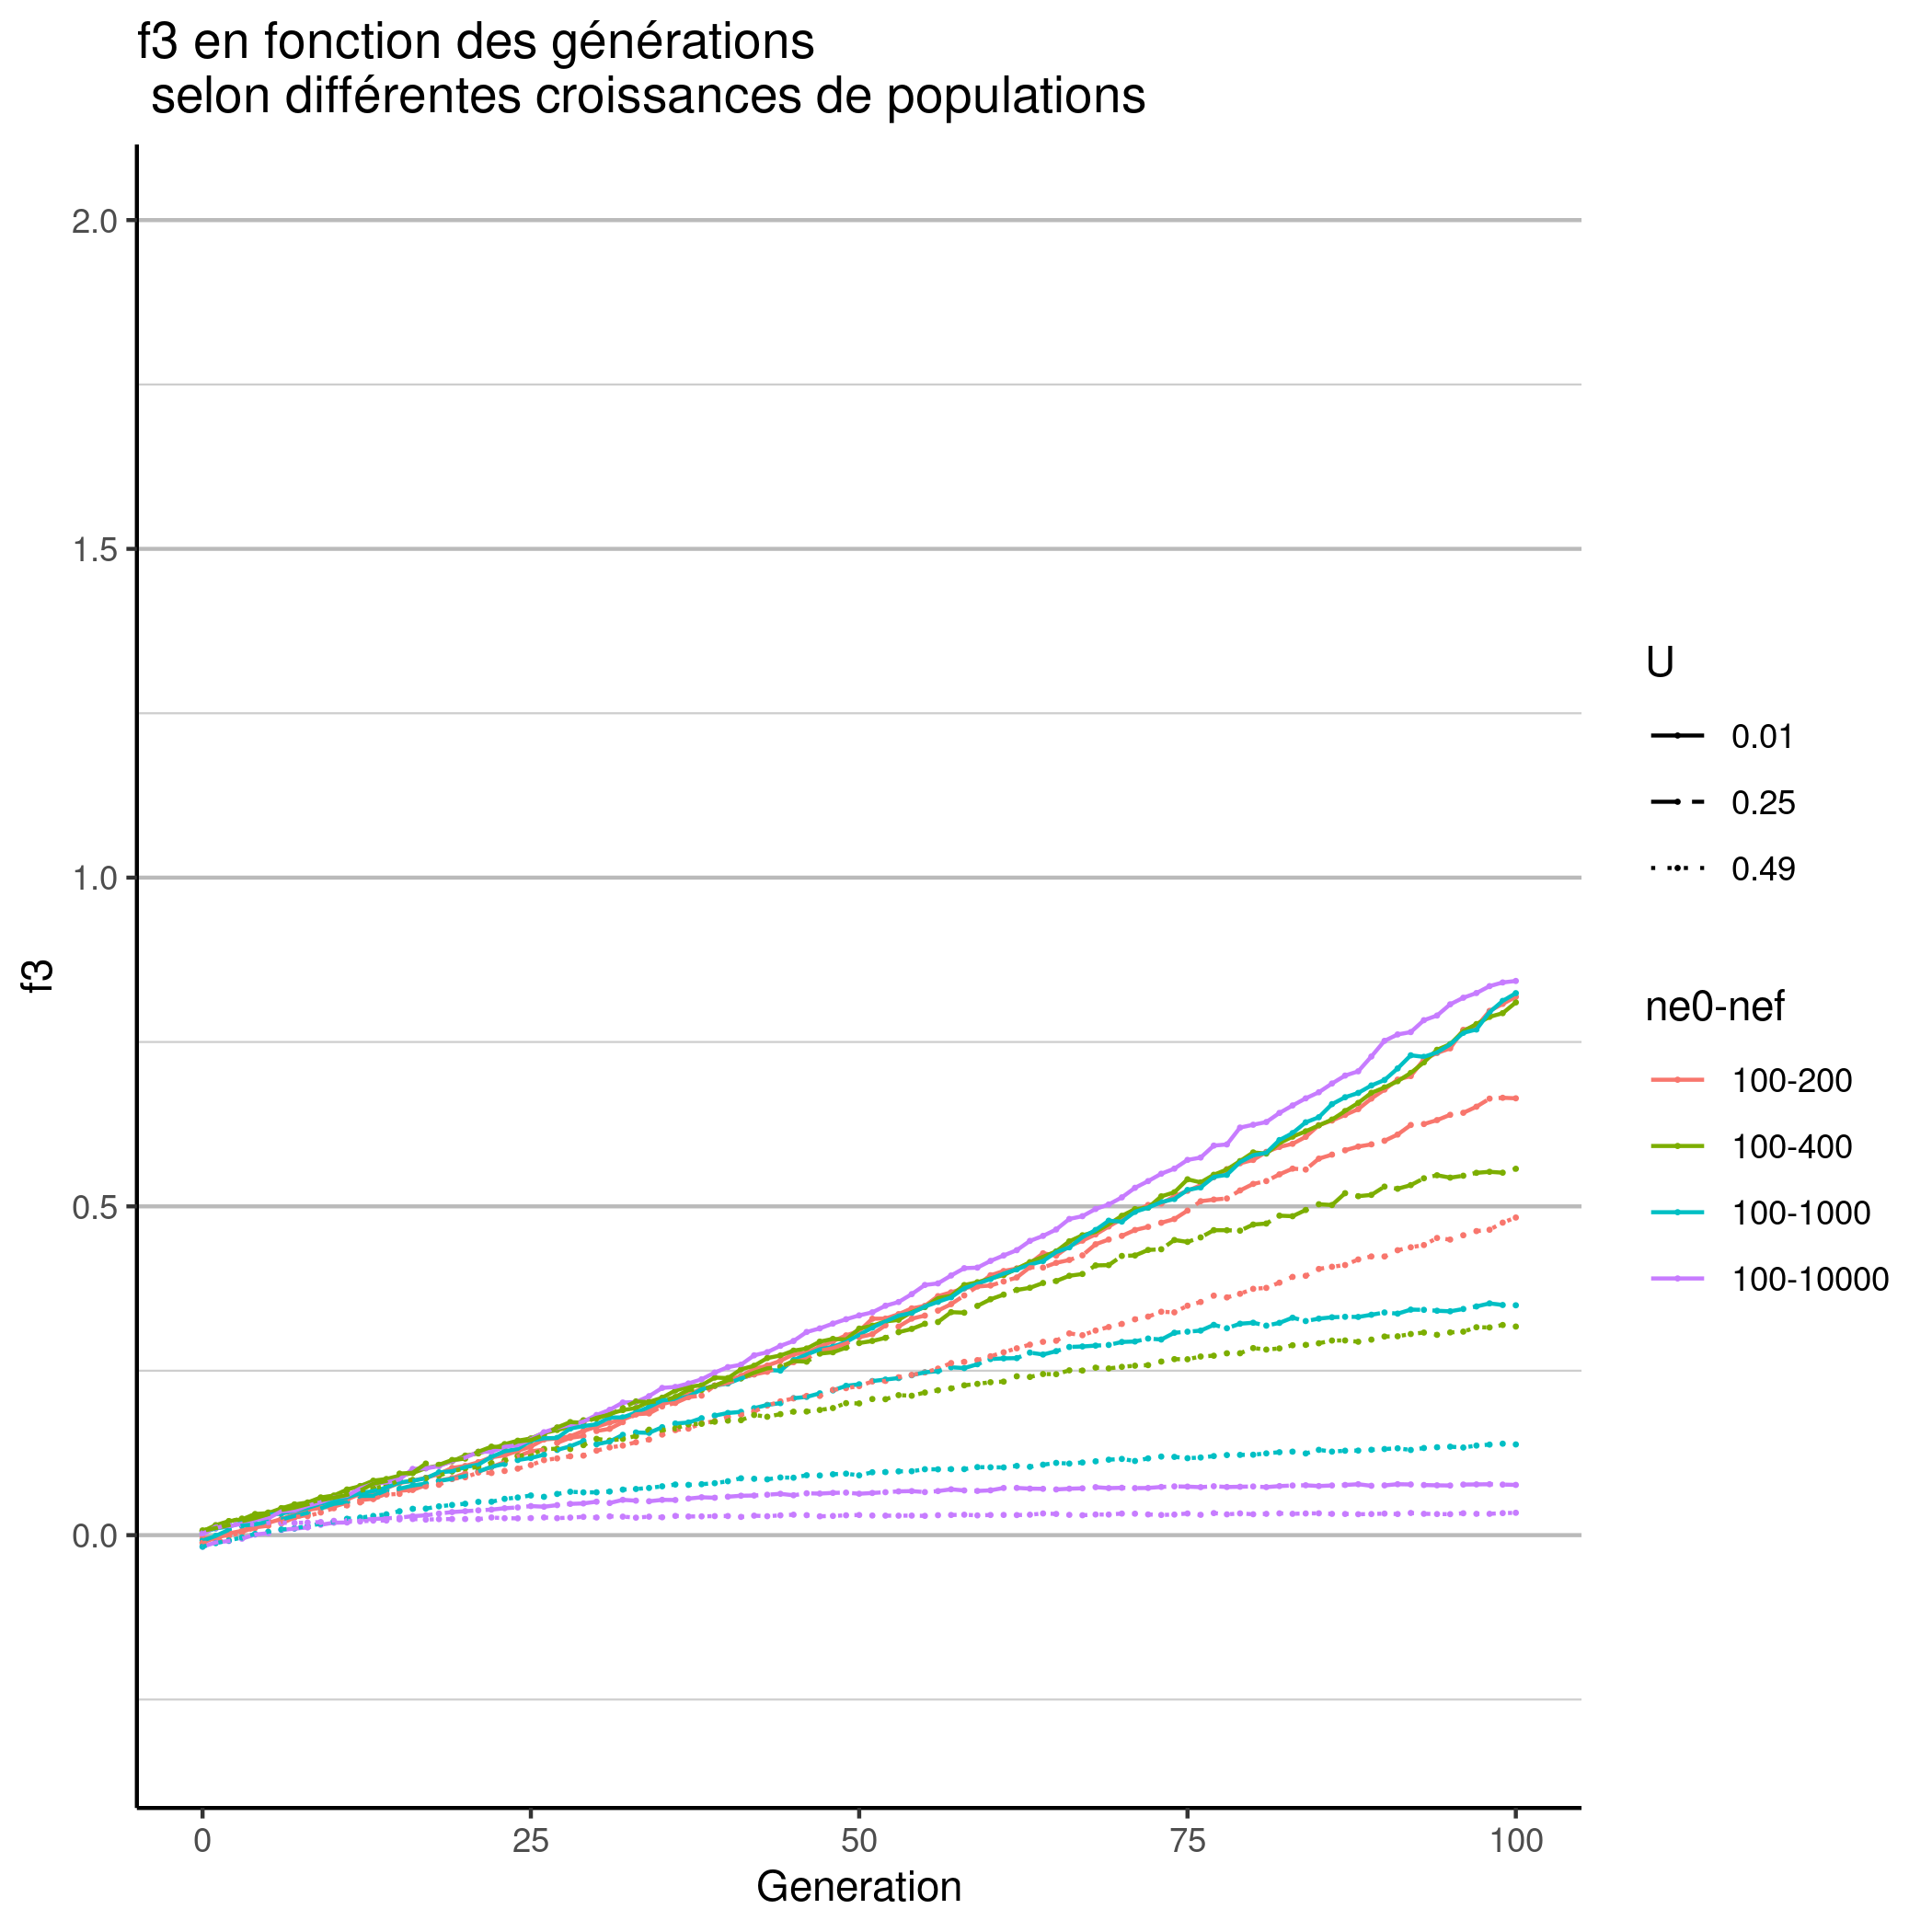 f3 en fonction des générations
selon différentes croissances de populations
2.0
1.5
1.0
0.5
0.0
f3
0
25
50
75
100
Generation
U
0.01
0.25
0.49
ne0-nef
100-200
100-400
100-1000
100-10000